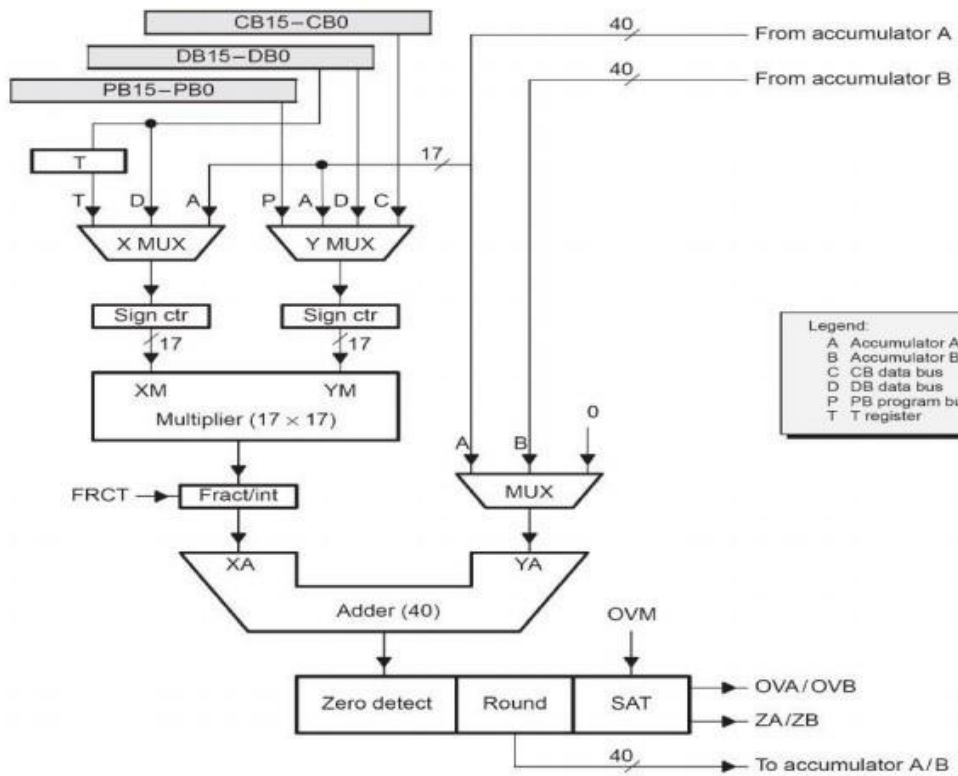 CB15–CB0
DB15–DB0
PB15–PB0
40
From accumulator A
40
From accumulator B
T
17
T D A P A D C
X MUX Y MUX
Sign ctr Sign ctr
17 17
XM YM
Multiplier (17 × 17)
Legend:
A Accumulator A
B Accumulator B
C CB data bus
D DB data bus
P PB program
T T register
0
A B
MUX
FRCT Fract/int
XA YA
Adder (40)
OVM
Zero detect Round SAT
OVA/OVB
ZA/ZB
40
To accumulator A/B